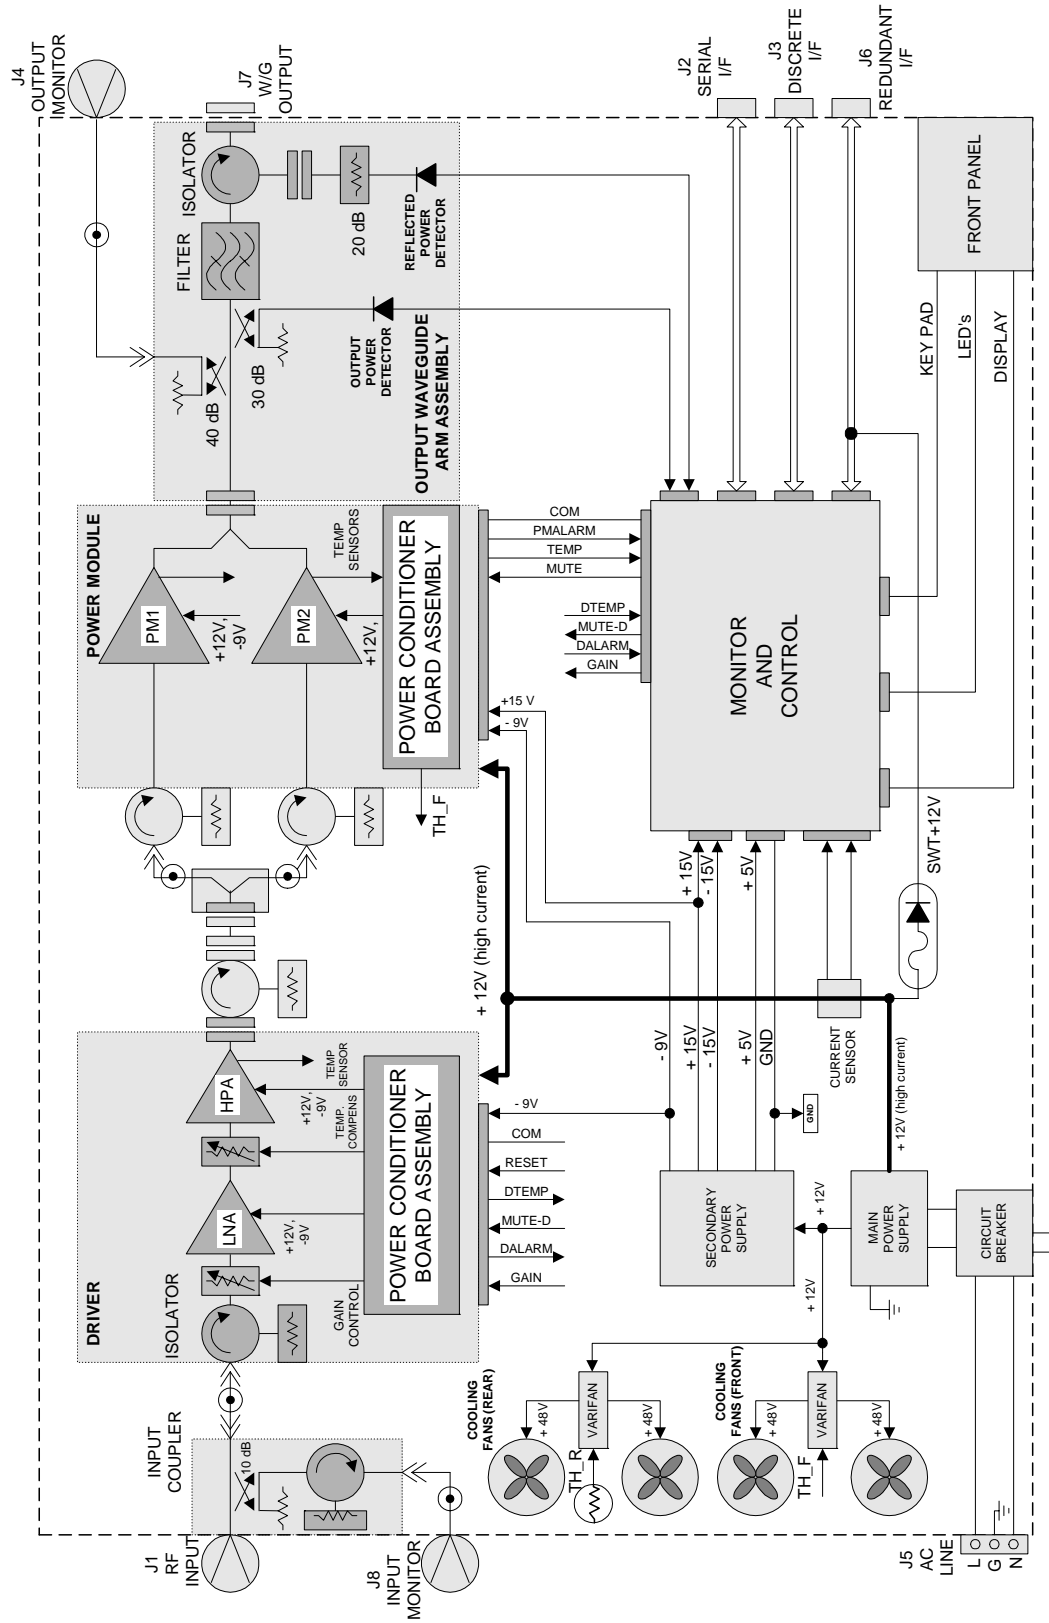 J4
OUTPUT
MONITOR
J7
W/G
OUTPUT
J2
SERIAL
I/F
J3
DISCRETE
I/F
J6
REDUNDANT
I/F
ISOLATOR
FILTER
20 dB
REFLECTED
POWER
DETECTOR
40 dB
30 dB
OUTPUT
POWER
DETECTOR
OUTPUT WAVEGUIDE
ARM ASSEMBLY
FRONT PANEL
KEY PAD
LED's
DISPLAY
POWER MODULE
PM1
+12V,
-9V
PM2
+12V,
TEMP
SENSORS
POWER CONDITIONER
BOARD ASSEMBLY
TH_F
COM
PMALARM
TEMP
MUTE
DTEMP
MUTE-D
DALARM
GAIN
+15 V
- 9V
MONITOR
AND
CONTROL
+ 15V
- 15V
+ 5V
SWT+12V
+ 12V (high current)
DRIVER
ISOLATOR
LNA
+12V,
-9V
HPA
+12V,
-9V
TEMP
SENSOR
TEMP.
COMPENS
GAIN
CONTROL
POWER CONDITIONER
BOARD ASSEMBLY
- 9V
COM
RESET
DTEMP
MUTE-D
DALARM
GAIN
- 9V
+ 15V
- 15V
+ 5V
GND
GND
CURRENT
SENSOR
+ 12V (high current)
SECONDARY
POWER
SUPPLY
+ 12V
+ 12V
MAIN
POWER
SUPPLY
CIRCUIT
BREAKER
INPUT
COUPLER
10 dB
J1
RF
INPUT
J8
INPUT
MONITOR
COOLING
FANS (REAR)
+ 48V
VARIFAN
+ 48V
TH_R
COOLING
FANS (FRONT)
+ 48V
VARIFAN
+ 48V
TH_F
J5
AC
LINE
L
G
N